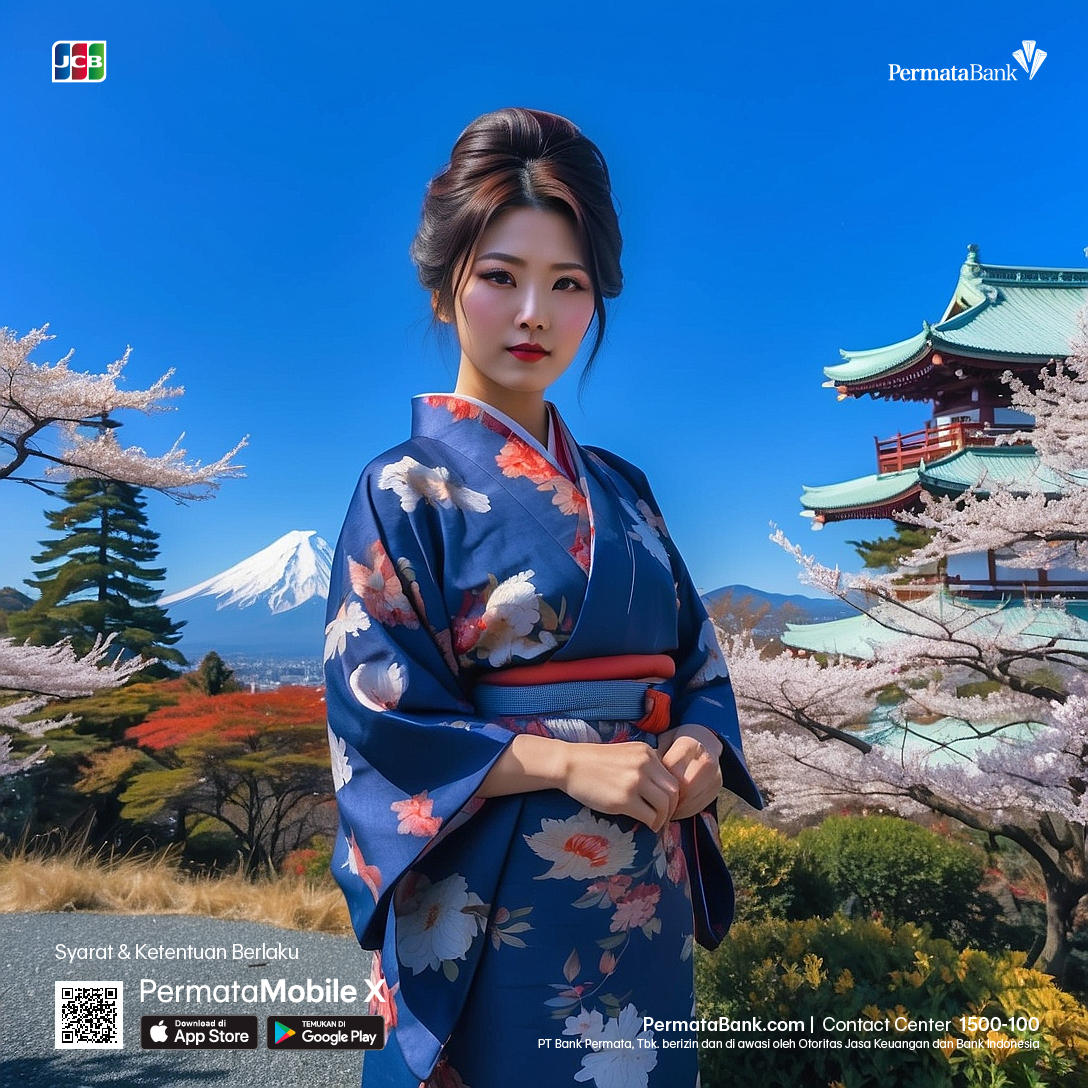 JCB
PermataBank
Syarat & Ketentuan Berlaku
PermataMobile X
Download di
App Store
TEMUKAN DI
Google Play
PermataBank.com | Contact Center 1500-100
PT Bank Permata, Tbk. berizin dan di awasi oleh Otoritas Jasa Keuangan dan Bank Indonesia